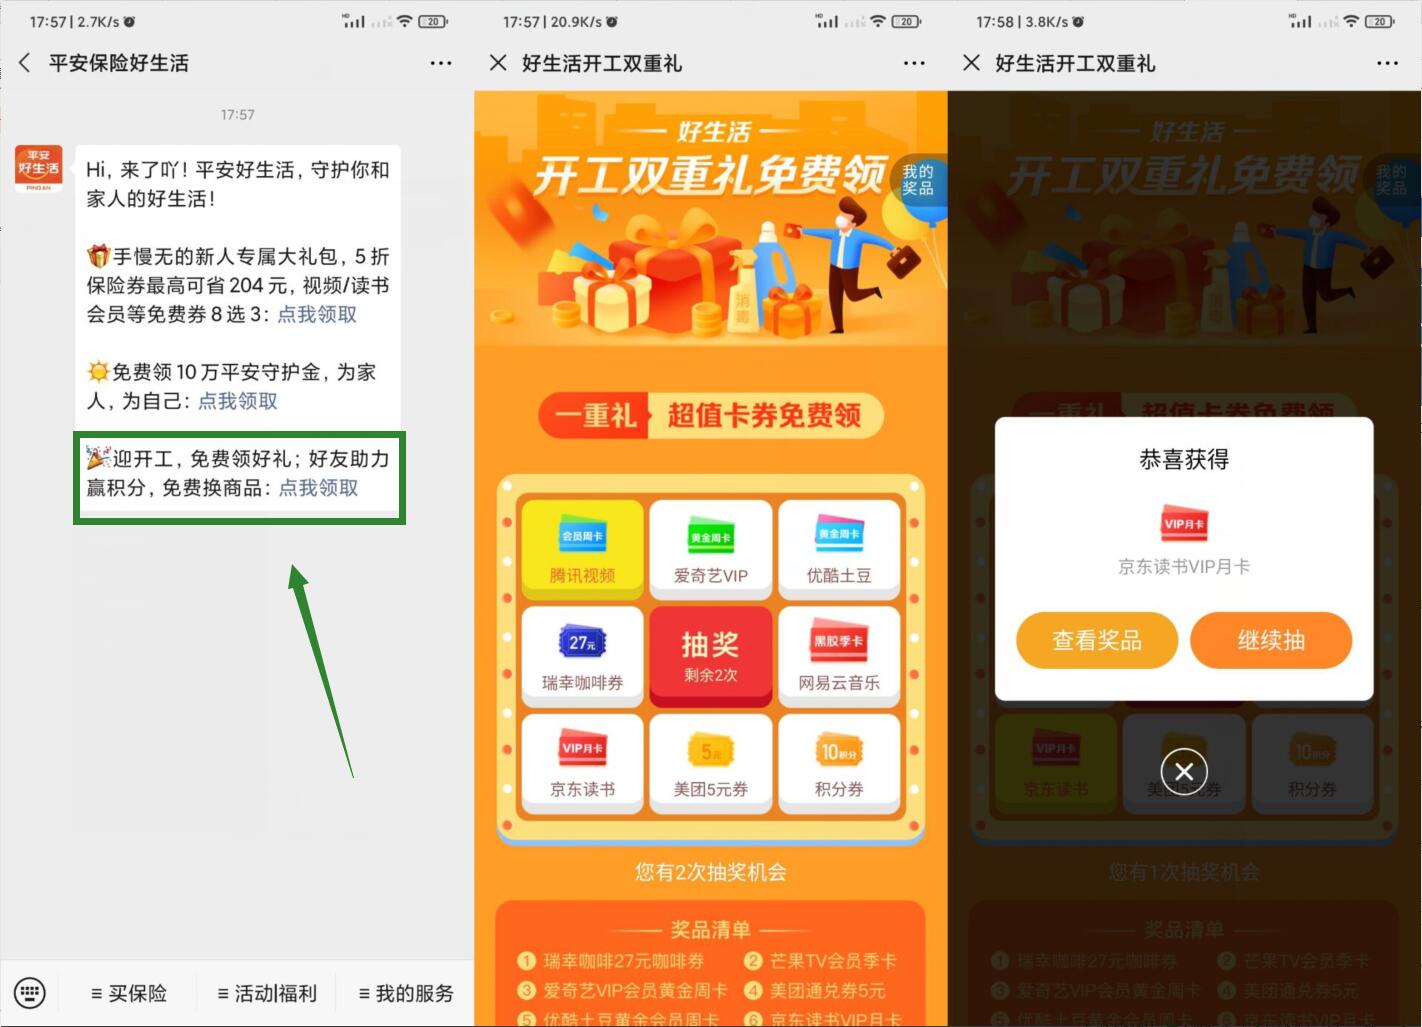 17:57 | 2.7K/s
HD
20
平安保险好生活
17:57
平安
好生活
PING AN
Hi，来了吖！平安好生活，守护你和
家人的好生活！
手慢无的新人专属大礼包，5 折
保险券最高可省 204 元，视频/读书
会员等免费券 8 选 3：点我领取
免费领 10 万平安守护金，为家
人，为自己：点我领取
迎开工，免费领好礼；好友助力
赢积分，免费换商品：点我领取
买保险
活动|福利
我的服务
17:57 | 20.9K/s
HD
20
好生活开工双重礼
好生活
开工双重礼免费领
我的
奖品
消毒
一重礼
超值卡券免费领
会员周卡
腾讯视频
黄金周卡
爱奇艺VIP
黄金周卡
优酷土豆
27元
瑞幸咖啡券
抽奖
剩余2次
黑胶季卡
网易云音乐
VIP月卡
京东读书
5元
美团5元券
10积分
积分券
您有2次抽奖机会
奖品清单
1 瑞幸咖啡27元咖啡券
2 芒果TV会员季卡
3 爱奇艺VIP会员黄金周卡
4 美团通兑券5元
5 优酷土豆黄金会员周卡
6 京东读书VIP月卡
17:58 | 3.8K/s
HD
20
好生活开工双重礼
好生活
开工双重礼免费领
我的
奖品
一重礼
超值卡券免费领
恭喜获得
VIP月卡
京东读书VIP月卡
查看奖品
继续抽
VIP月卡
京东读书
美团5元券
10积分
积分券
您有1次抽奖机会
奖品清单
1 瑞幸咖啡27元咖啡券
2 芒果TV会员季卡
3 爱奇艺VIP会员黄金周卡
4 美团通兑券5元
5 优酷土豆黄金会员周卡
6 京东读书VIP月卡